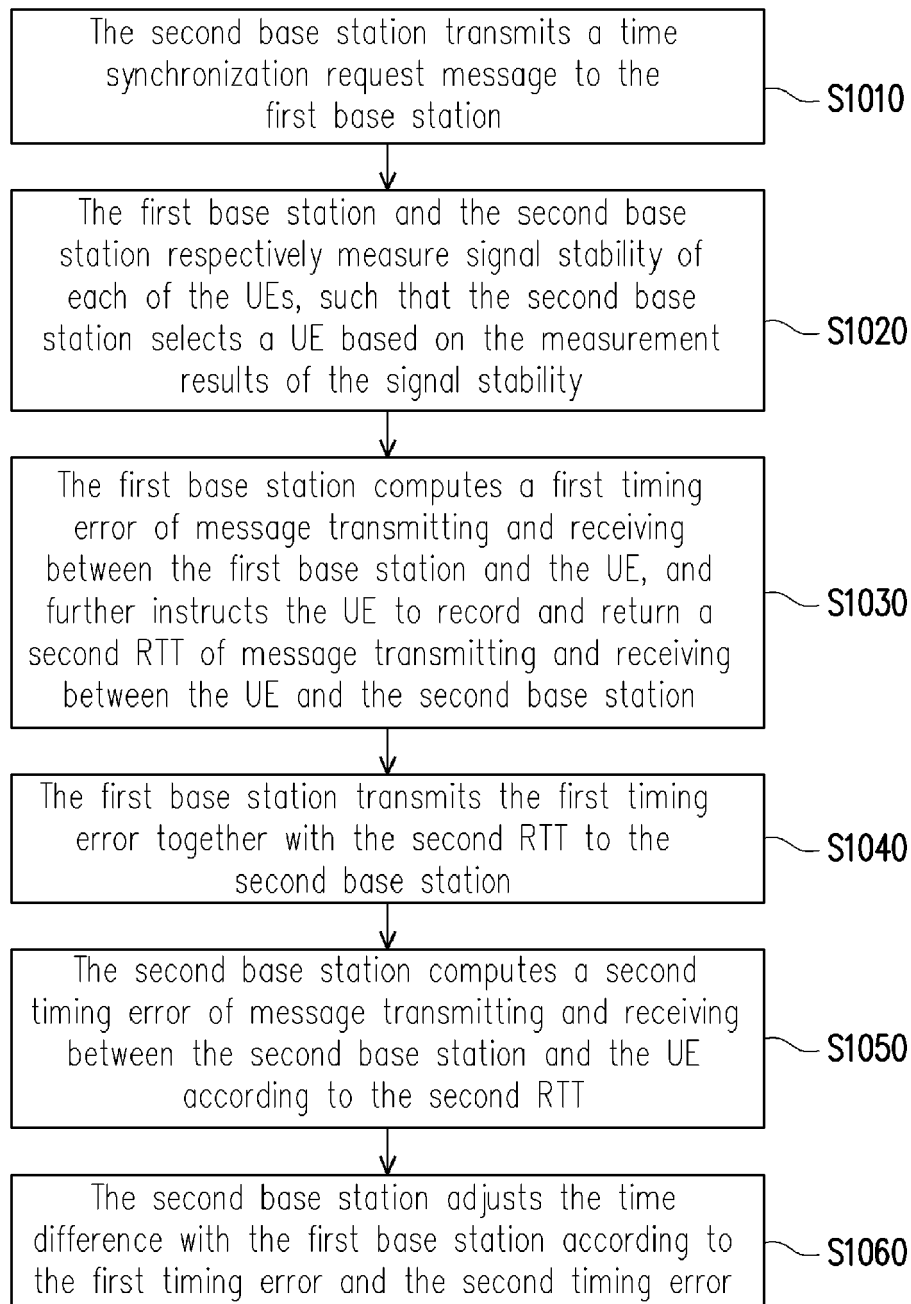 The second base station transmits a time
synchronization request message to the
first base station
S1010
The first base station and the second base
station respectively measure signal stability of
each of the UEs, such that the second base
station selects a UE based on the measurement
results of the signal stability
S1020
The first base station computes a first timing
error of message transmitting and receiving
between the first base station and the UE, and
further instructs the UE to record and return a
second RTT of message transmitting and receiving
between the UE and the second base station
S1030
The first base station transmits the first timing
error together with the second RTT to the
second base station
S1040
The second base station computes a second
timing error of message transmitting and receiving
between the second base station and the UE
according to the second RTT
S1050
The second base station adjusts the time
difference with the first base station according to
the first timing error and the second timing error
S1060